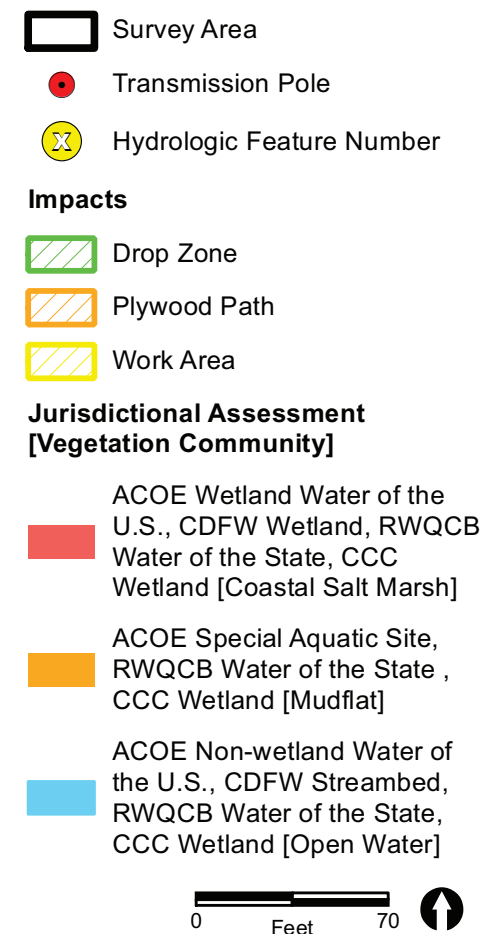 Survey Area
Transmission Pole
X
Hydrologic Feature Number
Impacts
Drop Zone
Plywood Path
Work Area
Jurisdictional Assessment
[Vegetation Community]
ACOE Wetland Water of the
U.S., CDFW Wetland, RWQCB
Water of the State, CCC
Wetland [Coastal Salt Marsh]
ACOE Special Aquatic Site,
RWQCB Water of the State ,
CCC Wetland [Mudflat]
ACOE Non-wetland Water of
the U.S., CDFW Streambed,
RWQCB Water of the State,
CCC Wetland [Open Water]
0 Feet 70